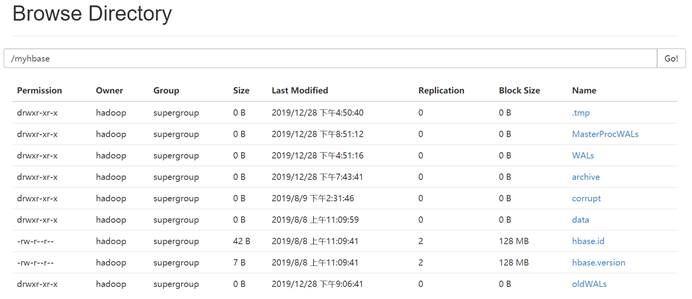 Browse Directory
/myhbase Go!
Permission Owner Group Size Last Modified Replication Block Size Name
drwxr-xr-x hadoop supergroup 0 B 2019/12/28 下午4:50:40 0 0 B .tmp
drwxr-xr-x hadoop supergroup 0 B 2019/12/28 下午8:51:12 0 0 B MasterProcWALs
drwxr-xr-x hadoop supergroup 0 B 2019/12/28 下午4:51:16 0 0 B WALs
drwxr-xr-x hadoop supergroup 0 B 2019/12/28 下午7:43:41 0 0 B archive
drwxr-xr-x hadoop supergroup 0 B 2019/8/9 下午2:31:46 0 0 B corrupt
drwxr-xr-x hadoop supergroup 0 B 2019/8/8 上午11:09:59 0 0 B data
-rw-r--r-- hadoop supergroup 42 B 2019/8/8 上午11:09:41 2 128 MB hbase.id
-rw-r--r-- hadoop supergroup 7 B 2019/8/8 上午11:09:41 2 128 MB hbase.version
drwxr-xr-x hadoop supergroup 0 B 2019/12/28 下午9:06:41 0 0 B oldWALs